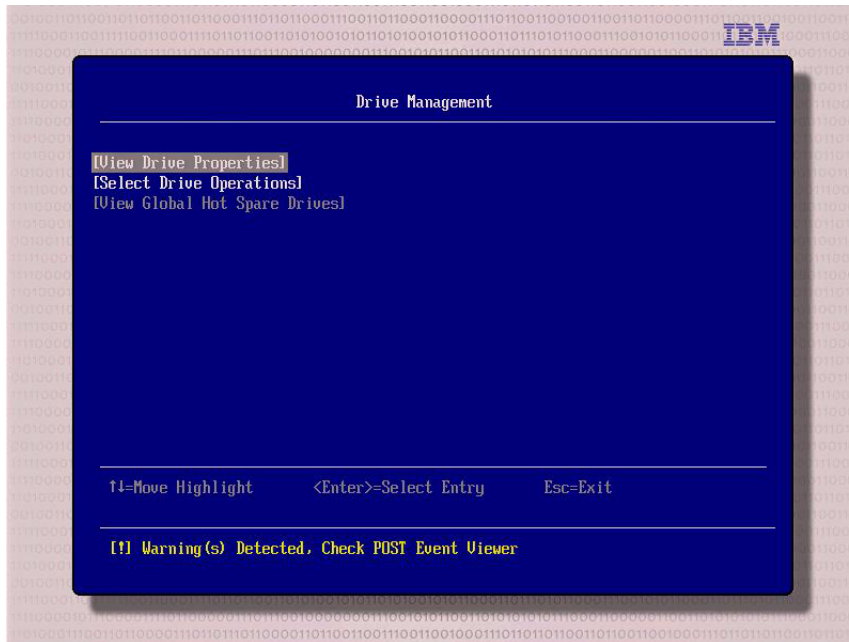 IBM
Drive Management
[View Drive Properties]
[Select Drive Operations]
[View Global Hot Spare Drives]
↑↓=Move Highlight <Enter>=Select Entry Esc=Exit
[!] Warning(s) Detected, Check POST Event Viewer